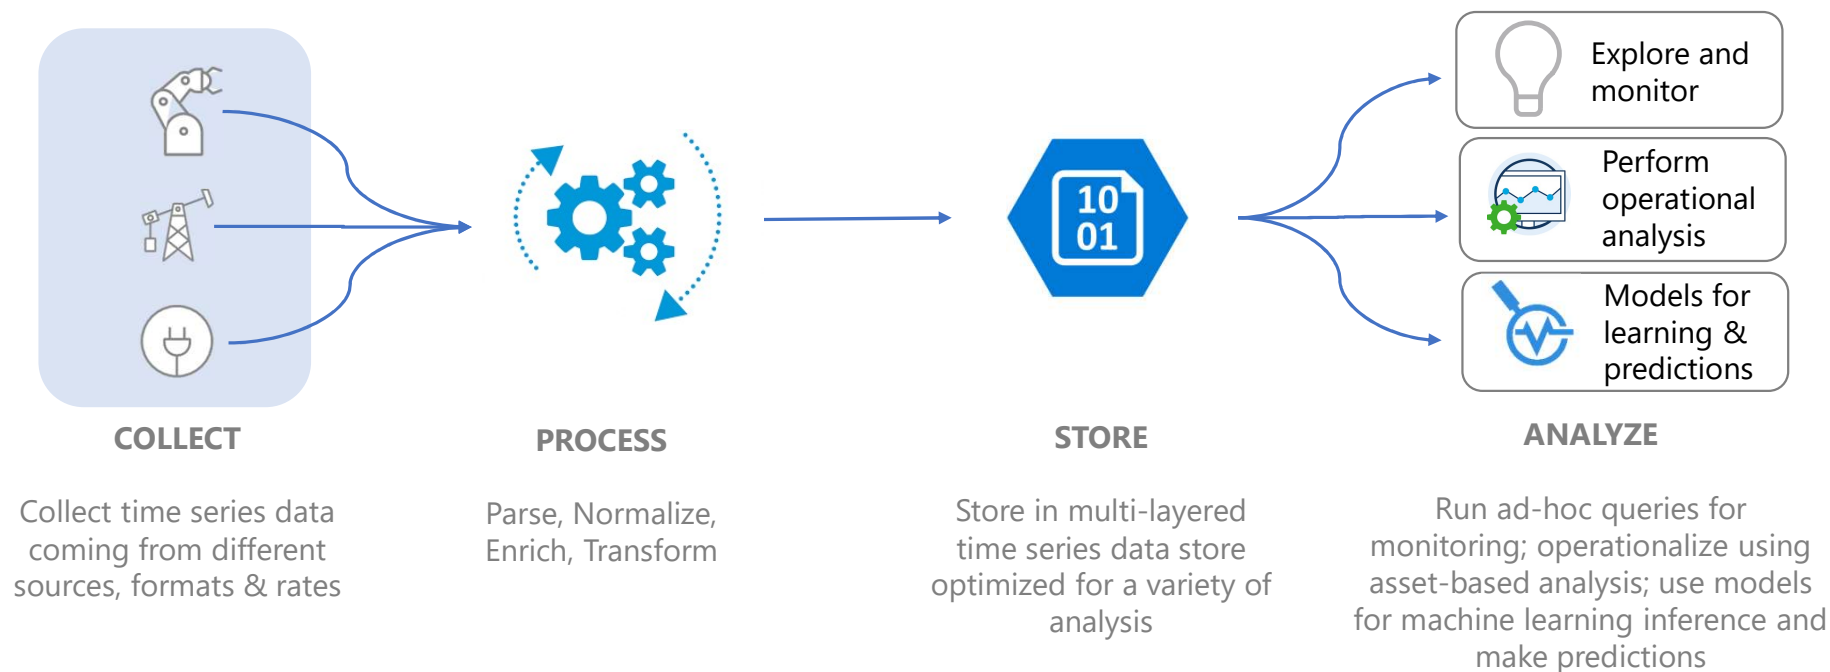 10
01
Explore and
monitor
Perform
operational
analysis
Models for
learning &
predictions
COLLECT
Collect time series data
coming from different
sources, formats & rates
PROCESS
Parse, Normalize,
Enrich, Transform
STORE
Store in multi-layered
time series data store
optimized for a variety of
analysis
ANALYZE
Run ad-hoc queries for
monitoring; operationalize using
asset-based analysis; use models
for machine learning inference and
make predictions